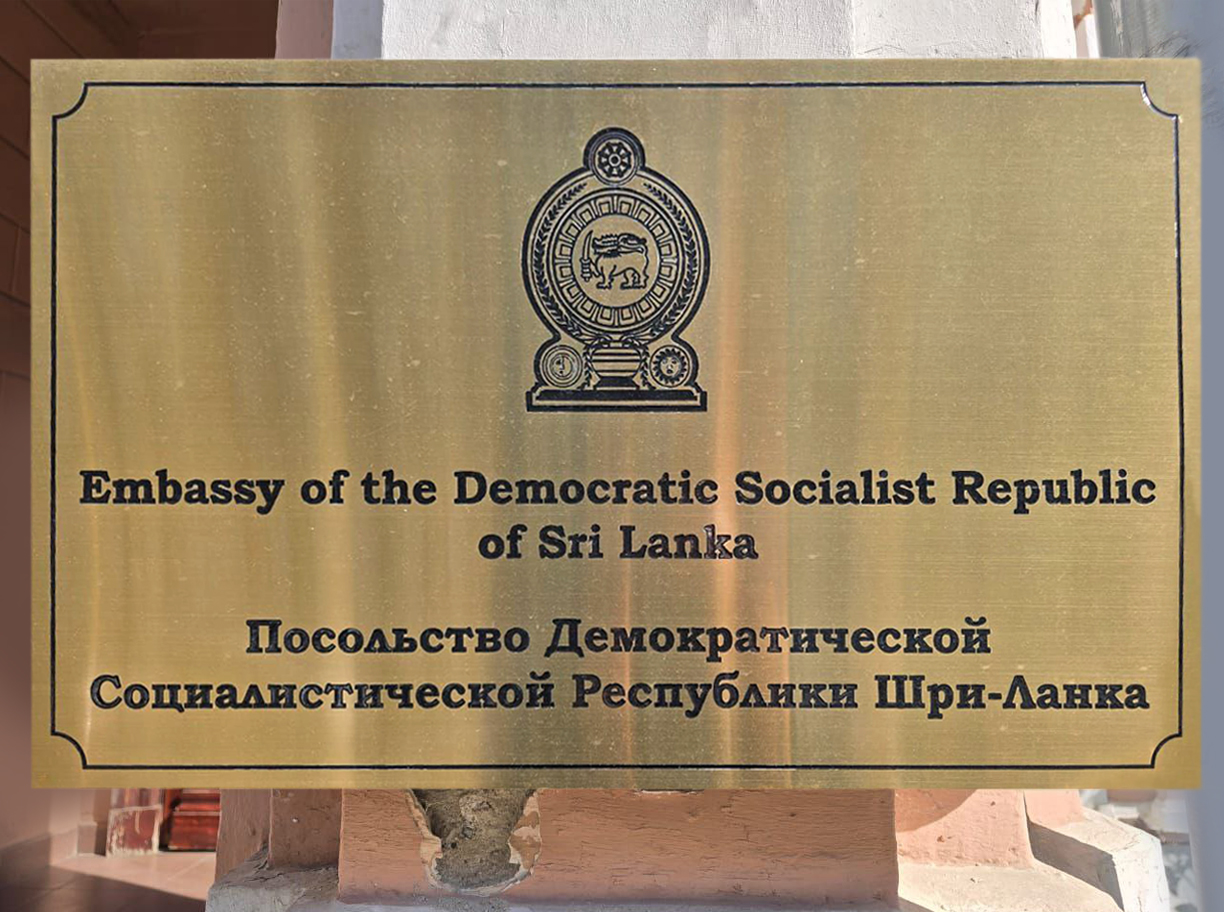 Embassy of the Democratic Socialist Republic
of Sri Lanka
Посольство Демократической
Социалистической Республики Шри-Ланка